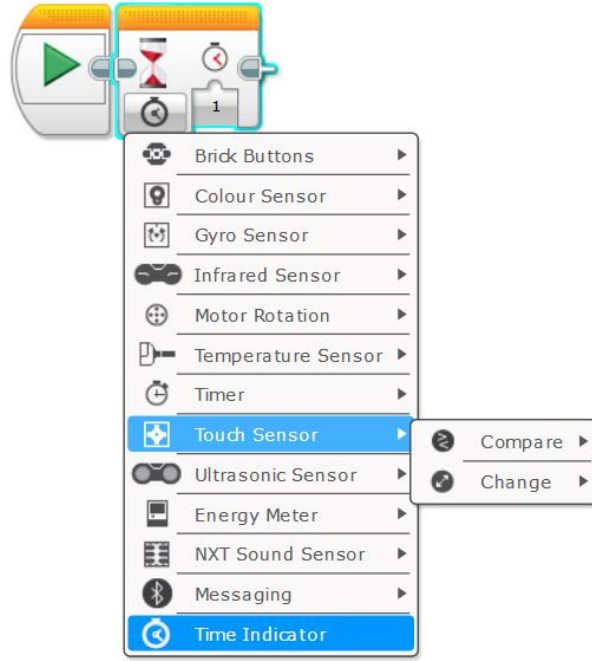 1
Brick Buttons
Colour Sensor
Gyro Sensor
Infrared Sensor
Motor Rotation
Temperature Sensor
Timer
Touch Sensor
Compare
Change
Ultrasonic Sensor
Energy Meter
NXT Sound Sensor
Messaging
Time Indicator